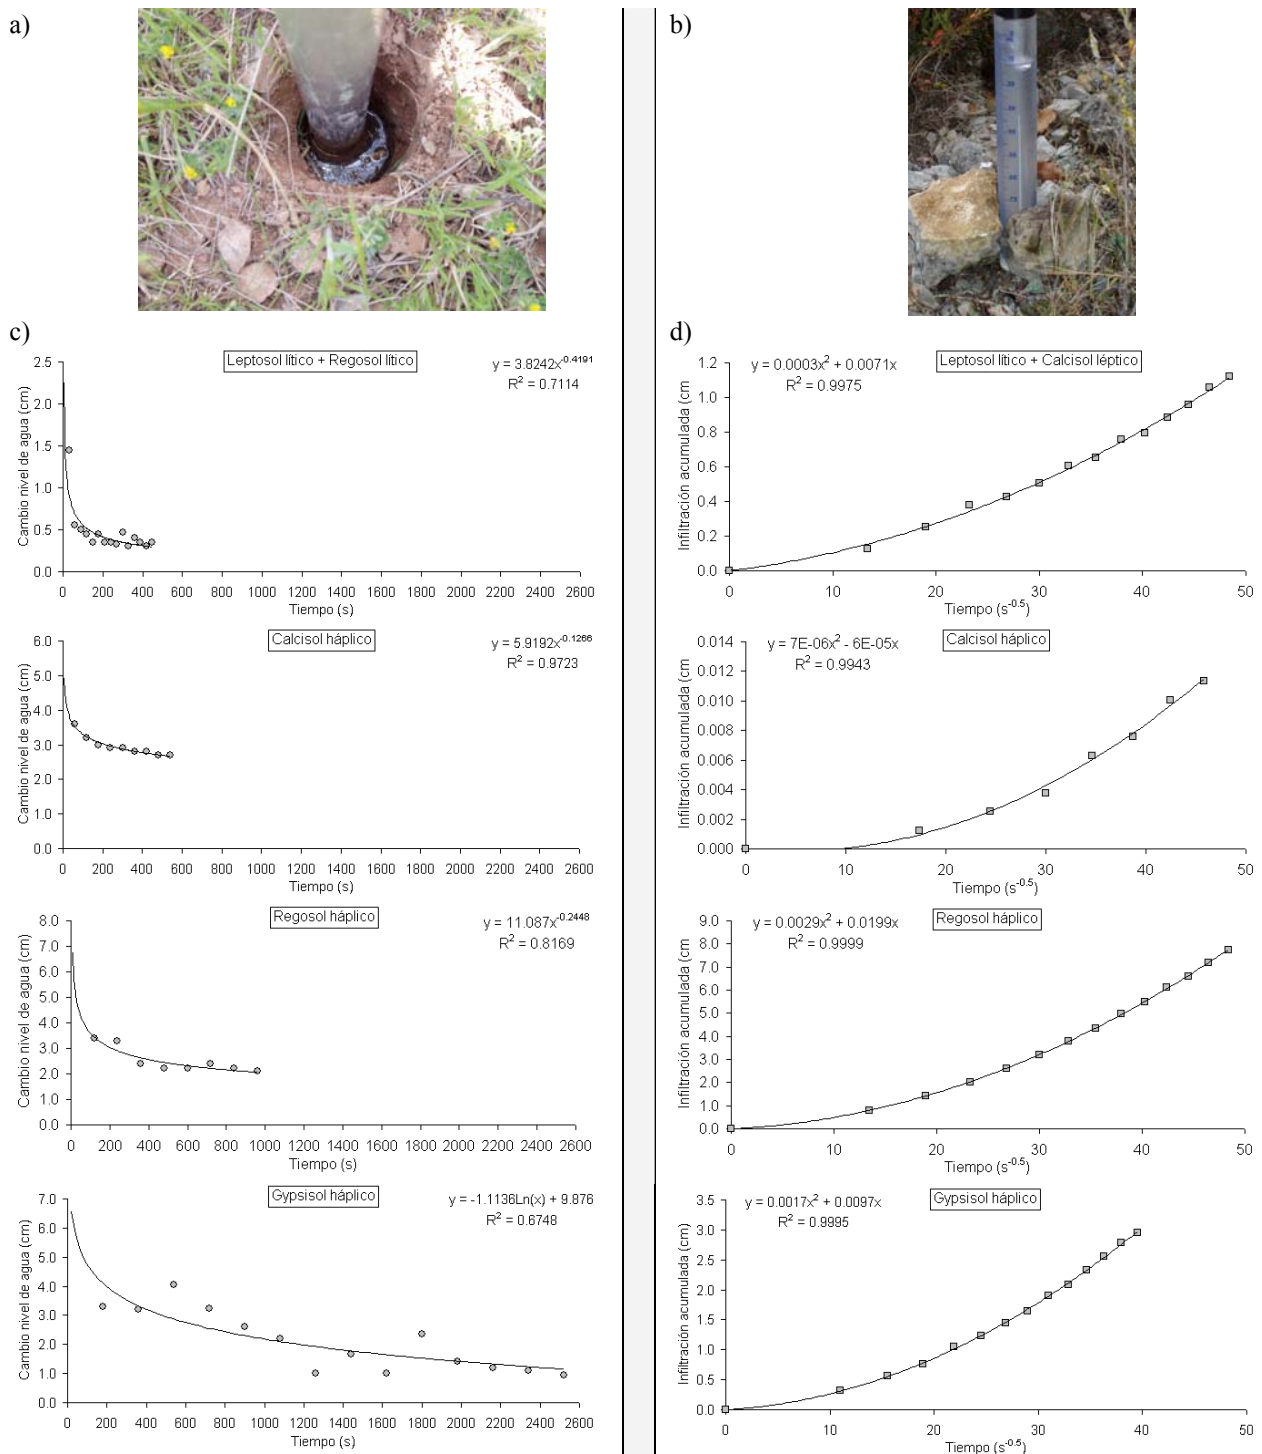 a)
b)
c)
Leptosol lítico + Regosol lítico
y = 3.8242x^-0.4191
R² = 0.7114
Cambio nivel de agua (cm)
2.5
2.0
1.5
1.0
0.5
0.0
0 200 400 600 800 1000 1200 1400 1600 1800 2000 2200 2400 2600
Tiempo (s)
Calcisol háplico
y = 5.9192x^-0.1266
R² = 0.9723
Cambio nivel de agua (cm)
6.0
5.0
4.0
3.0
2.0
1.0
0.0
0 200 400 600 800 1000 1200 1400 1600 1800 2000 2200 2400 2600
Tiempo (s)
Regosol háplico
y = 11.087x^-0.2448
R² = 0.8169
Cambio nivel de agua (cm)
8.0
7.0
6.0
5.0
4.0
3.0
2.0
1.0
0.0
0 200 400 600 800 1000 1200 1400 1600 1800 2000 2200 2400 2600
Tiempo (s)
Gypsisol háplico
y = -1.1136Ln(x) + 9.876
R² = 0.6748
Cambio nivel de agua (cm)
7.0
6.0
5.0
4.0
3.0
2.0
1.0
0.0
0 200 400 600 800 1000 1200 1400 1600 1800 2000 2200 2400 2600
Tiempo (s)
d)
Leptosol lítico + Calcisol léptico
y = 0.0003x² + 0.0071x
R² = 0.9975
Infiltración acumulada (cm
1.2
1.0
0.8
0.6
0.4
0.2
0.0
0 10 20 30 40 50
Tiempo (s^-0.5)
Calcisol háplico
y = 7E-06x² - 6E-05x
R² = 0.9943
Infiltración acumulada (cm
0.014
0.012
0.010
0.008
0.006
0.004
0.002
0.000
0 10 20 30 40 50
Tiempo (s^-0.5)
Regosol háplico
y = 0.0029x² + 0.0199x
R² = 0.9999
Infiltración acumulada (cm
9.0
8.0
7.0
6.0
5.0
4.0
3.0
2.0
1.0
0.0
0 10 20 30 40 50
Tiempo (s^-0.5)
Gypsisol háplico
y = 0.0017x² + 0.0097x
R² = 0.9995
Infiltración acumulada (cm)
3.5
3.0
2.5
2.0
1.5
1.0
0.5
0.0
0 10 20 30 40 50
Tiempo (s^-0.5)